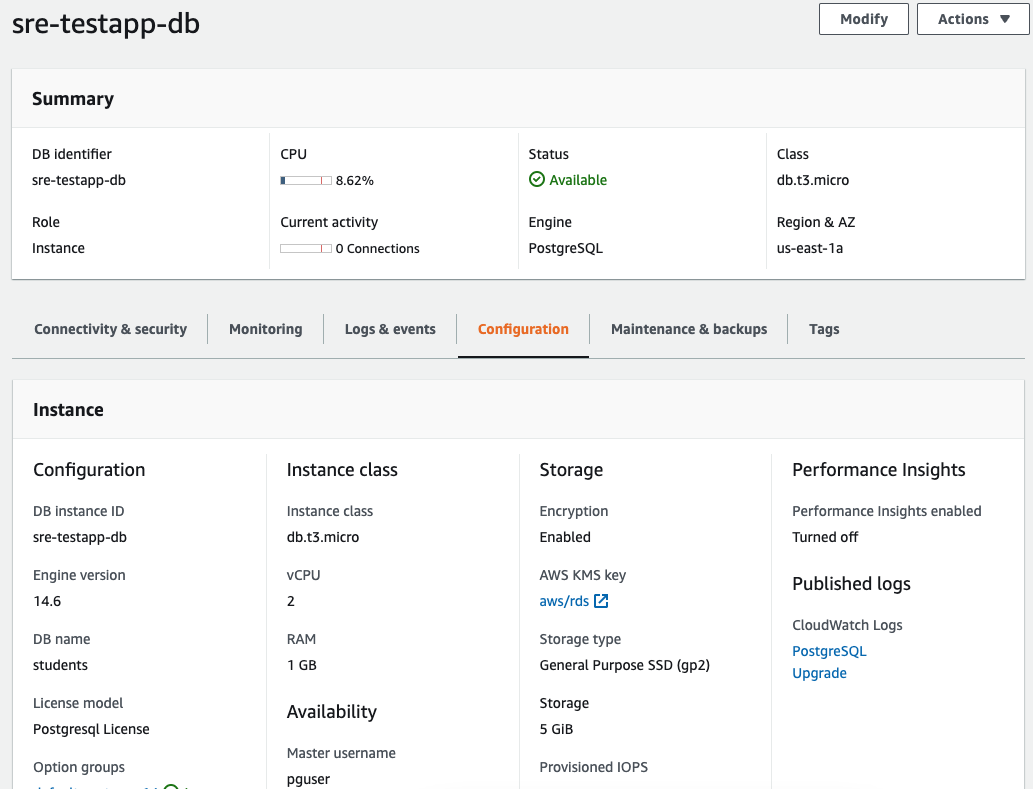 sre-testapp-db
Modify
Actions
Summary
DB identifier
sre-testapp-db
CPU
8.62%
Status
Available
Class
db.t3.micro
Role
Instance
Current activity
0 Connections
Engine
PostgreSQL
Region & AZ
us-east-1a
Connectivity & security
Monitoring
Logs & events
Configuration
Maintenance & backups
Tags
Instance
Configuration
DB instance ID
sre-testapp-db
Engine version
14.6
DB name
students
License model
Postgresql License
Option groups
Instance class
Instance class
db.t3.micro
vCPU
2
RAM
1 GB
Availability
Master username
pguser
Storage
Encryption
Enabled
AWS KMS key
aws/rds
Storage type
General Purpose SSD (gp2)
Storage
5 GiB
Provisioned IOPS
Performance Insights
Performance Insights enabled
Turned off
Published logs
CloudWatch Logs
PostgreSQL
Upgrade